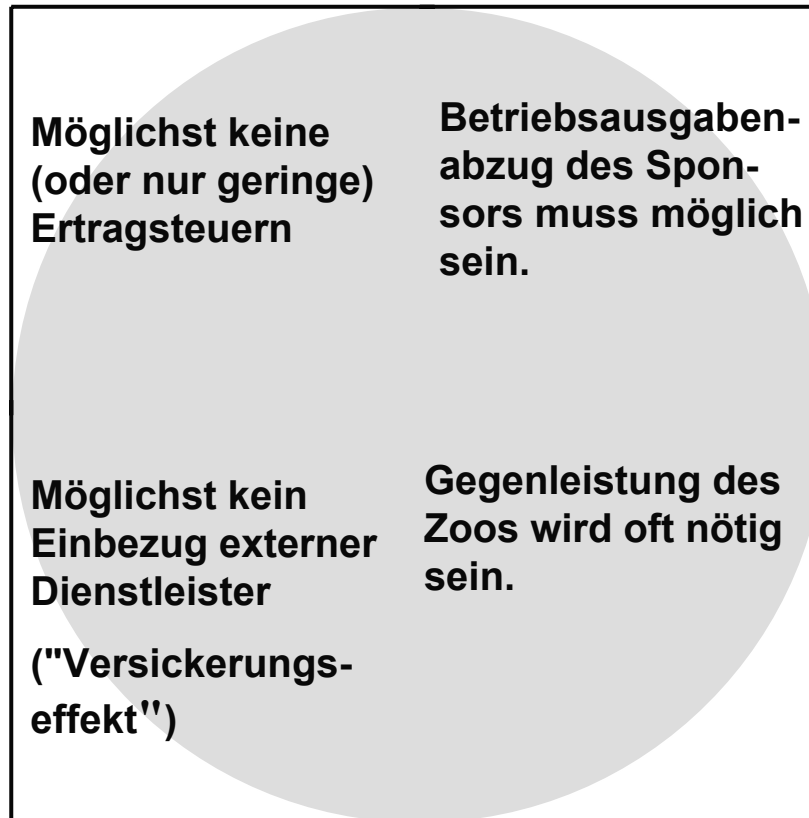 Möglichst keine
(oder nur geringe)
Ertragsteuern
Betriebsausgaben-
abzug des Spon-
sors muss möglich
sein.
Möglichst kein
Einbezug externer
Dienstleister
("Versickerungs-
effekt")
Gegenleistung des
Zoos wird oft nötig
sein.